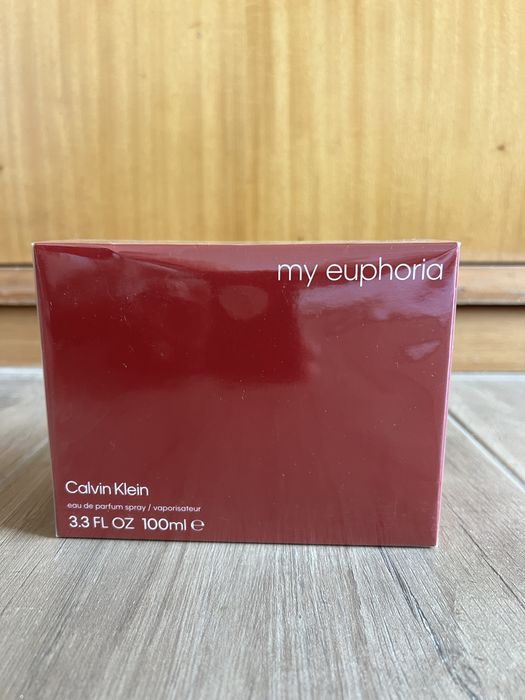 my euphoria
Calvin Klein
eau de parfum spray / vaporisateur
3.3 FL OZ 100ml ℮